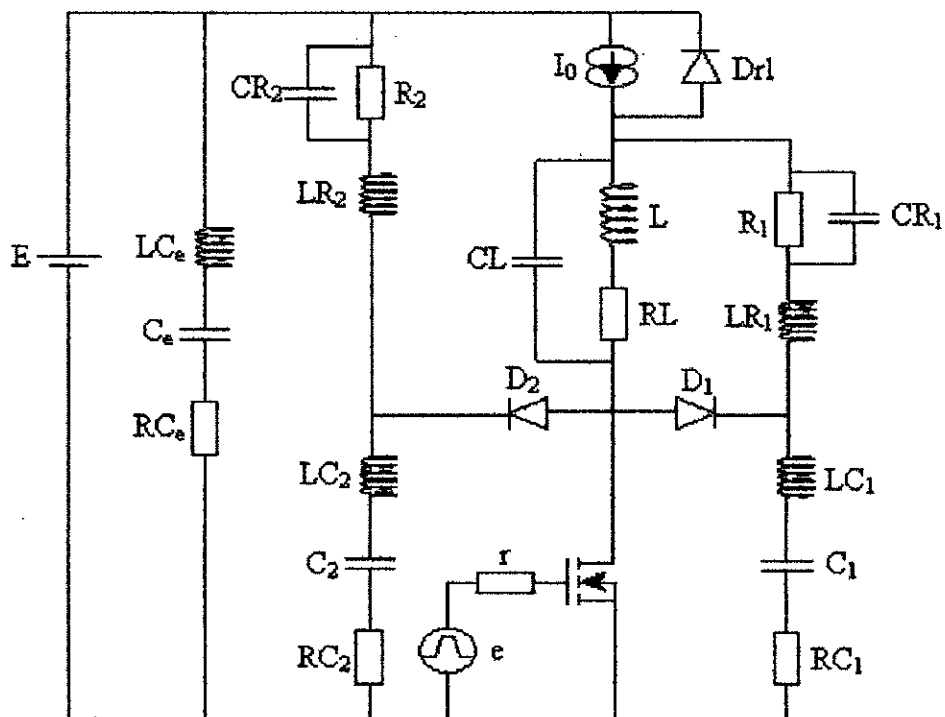 I₀
Dr1
CR₂
R₂
LR₂
L
R₁
CR₁
E
LCₑ
CL
Cₑ
RL
LR₁
D₂
D₁
RCₑ
LC₂
LC₁
C₂
r
C₁
RC₂
e
RC₁